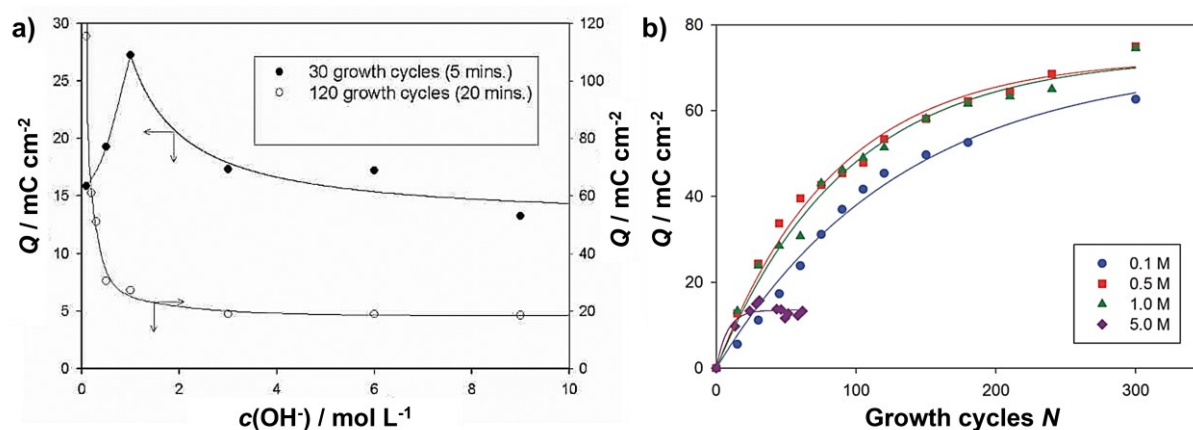 a)
30
25
20
15
10
5
0
Q / mC cm-2
0
2
4
6
8
10
c(OH-) / mol L-1
120
100
80
60
40
20
0
Q / mC cm-2
30 growth cycles (5 mins.)
120 growth cycles (20 mins.)
b)
80
60
40
20
0
Q / mC cm-2
0
50
100
150
200
250
300
Growth cycles N
0.1 M
0.5 M
1.0 M
5.0 M